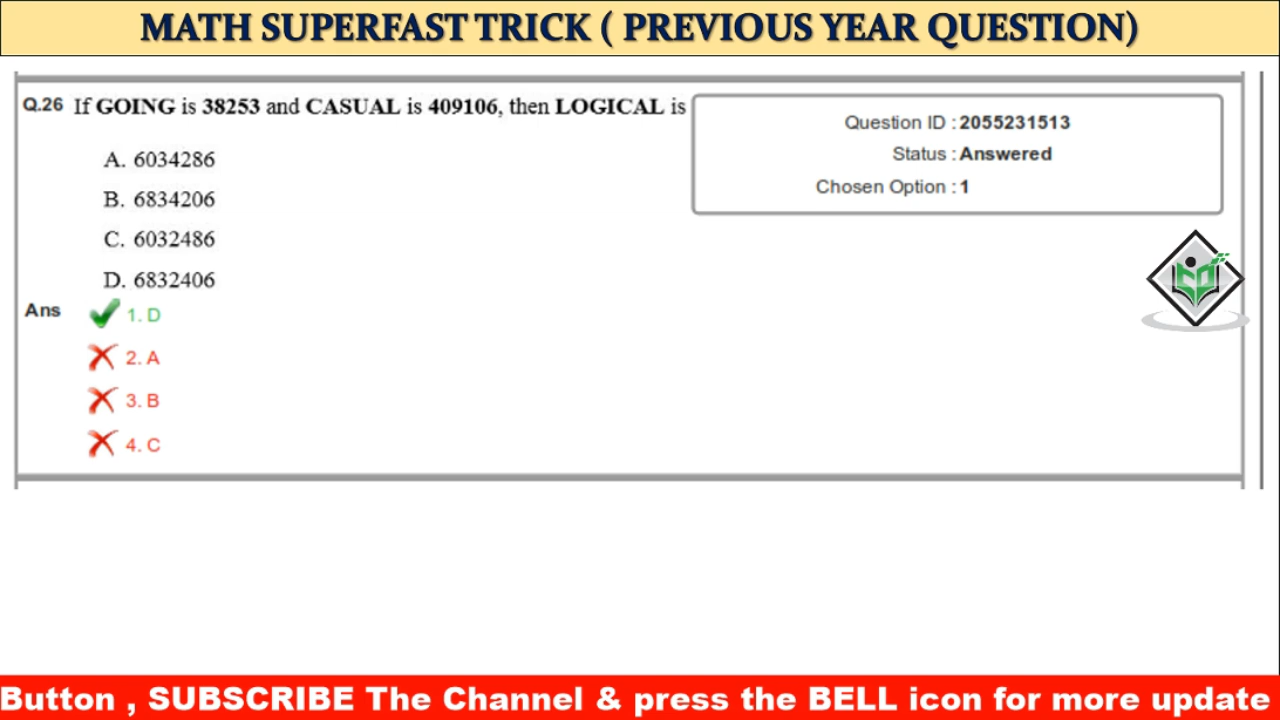 MATH SUPERFAST TRICK ( PREVIOUS YEAR QUESTION)
Q.26 If GOING is 38253 and CASUAL is 409106, then LOGICAL is
A. 6034286
B. 6834206
C. 6032486
D. 6832406
Question ID : 2055231513
Status : Answered
Chosen Option : 1
Ans
1. D
2. A
3. B
4. C
Button , SUBSCRIBE The Channel & press the BELL icon for more update